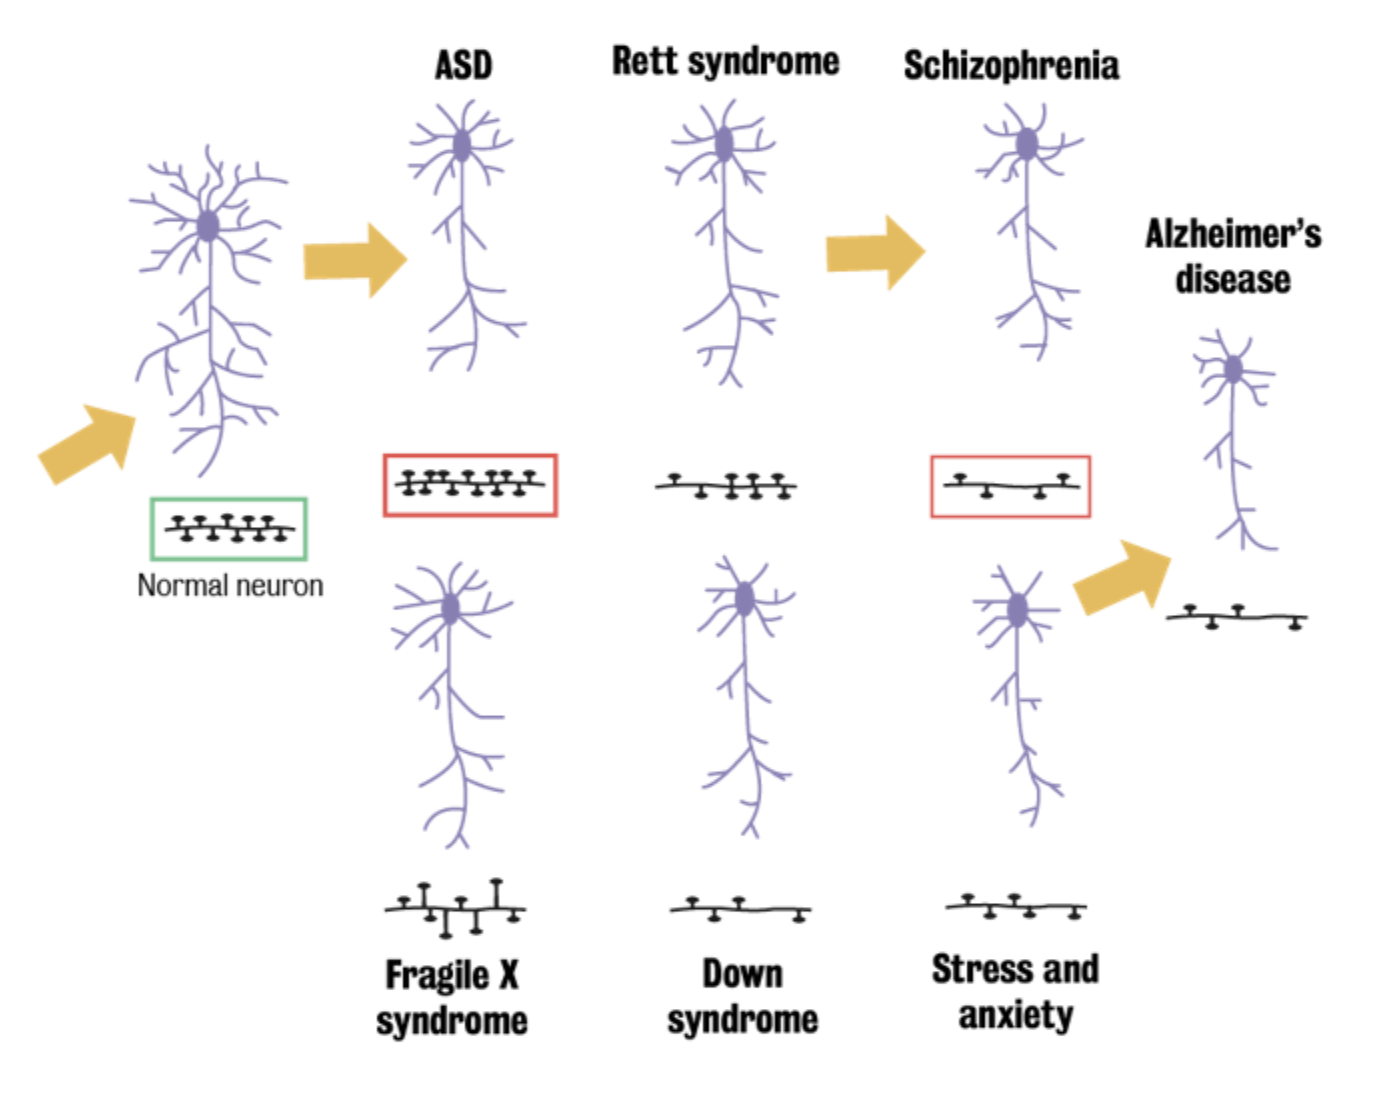 ASD
Rett syndrome
Schizophrenia
Alzheimer's
disease
Normal neuron
Fragile X
syndrome
Down
syndrome
Stress and
anxiety